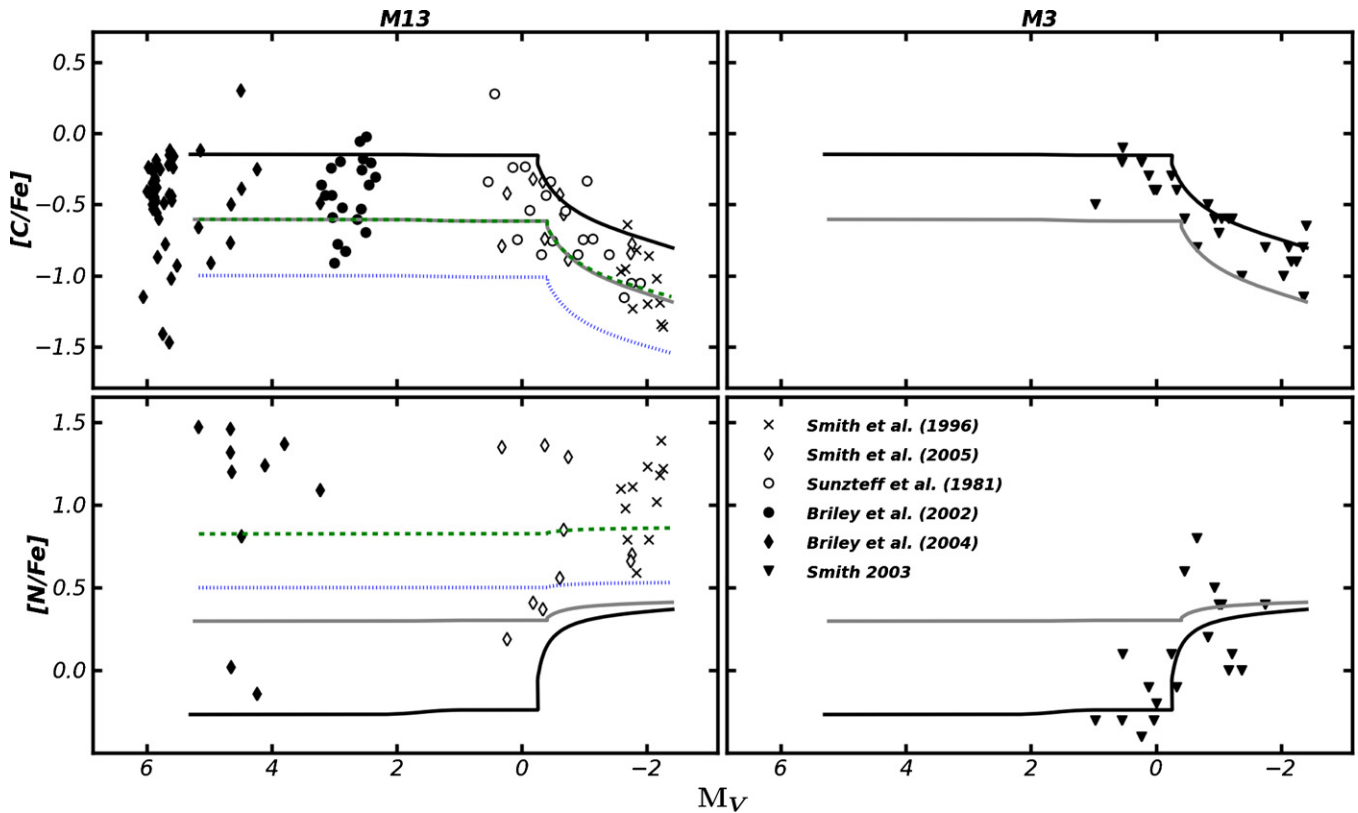 M13
M3
0.5
0.0
−0.5
−1.0
−1.5
[C/Fe]
1.5
1.0
0.5
0.0
[N/Fe]
Smith et al. (1996)
Smith et al. (2005)
Sunzteff et al. (1981)
Briley et al. (2002)
Briley et al. (2004)
Smith 2003
6 4 2 0 −2
6 4 2 0 −2
M_V